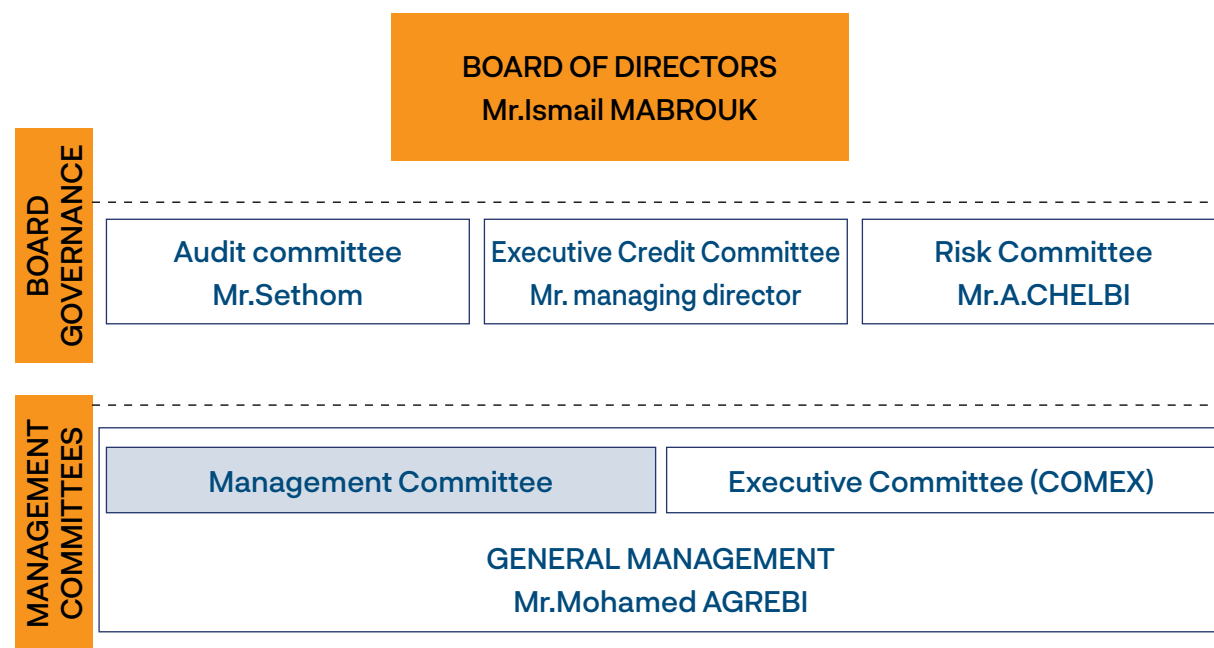 BOARD OF DIRECTORS
Mr.Ismail MABROUK
BOARD
GOVERNANCE
Audit committee
Mr.Sethom
Executive Credit Committee
Mr. managing director
Risk Committee
Mr.A.CHELBI
MANAGEMENT
COMMITTEES
Management Committee
Executive Committee (COMEX)
GENERAL MANAGEMENT
Mr.Mohamed AGREBI